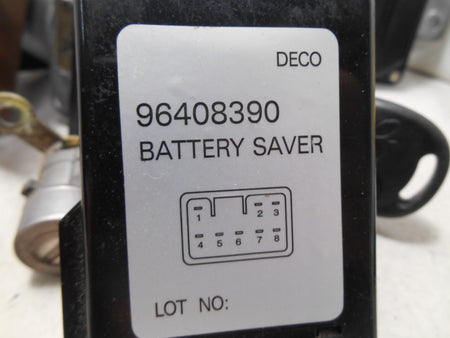 DECO
96408390
BATTERY SAVER
1 2 3
4 5 6 7 8
LOT NO: